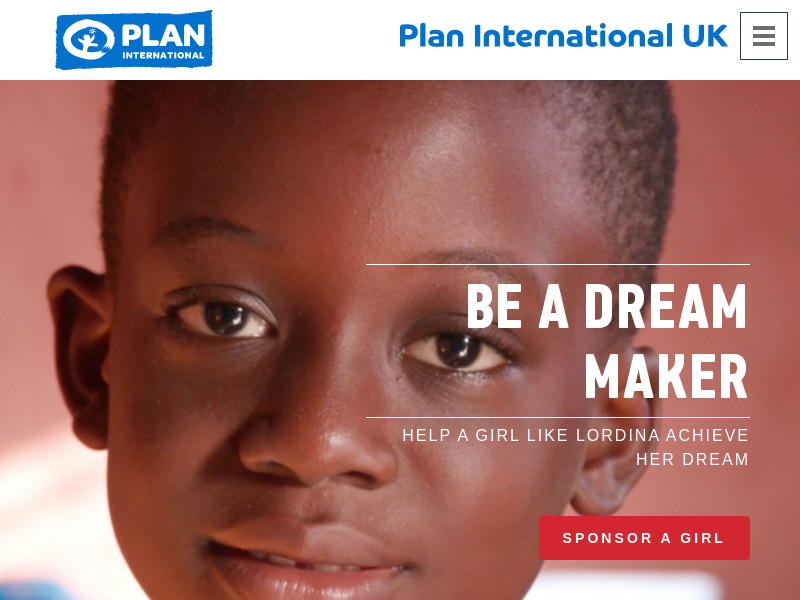 PLAN
INTERNATIONAL
Plan International UK
BE A DREAM
MAKER
HELP A GIRL LIKE LORDINA ACHIEVE
HER DREAM
SPONSOR A GIRL